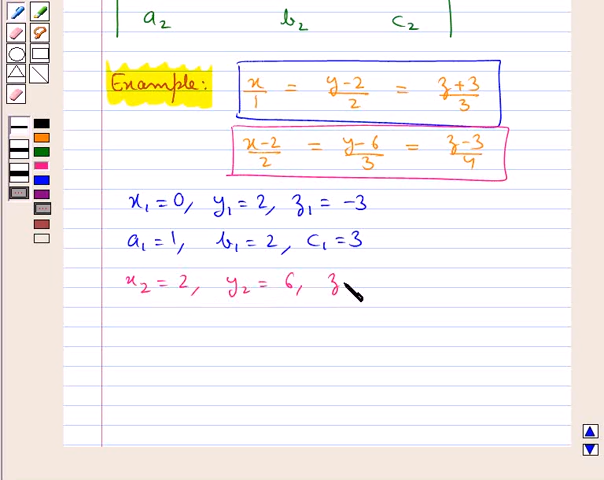 a₂ b₂ c₂
Example: x/1 = y-2/2 = z+3/3
x-2/2 = y-6/3 = z-3/4
x₁ = 0, y₁ = 2, z₁ = -3
a₁ = 1, b₁ = 2, c₁ = 3
x₂ = 2, y₂ = 6, z